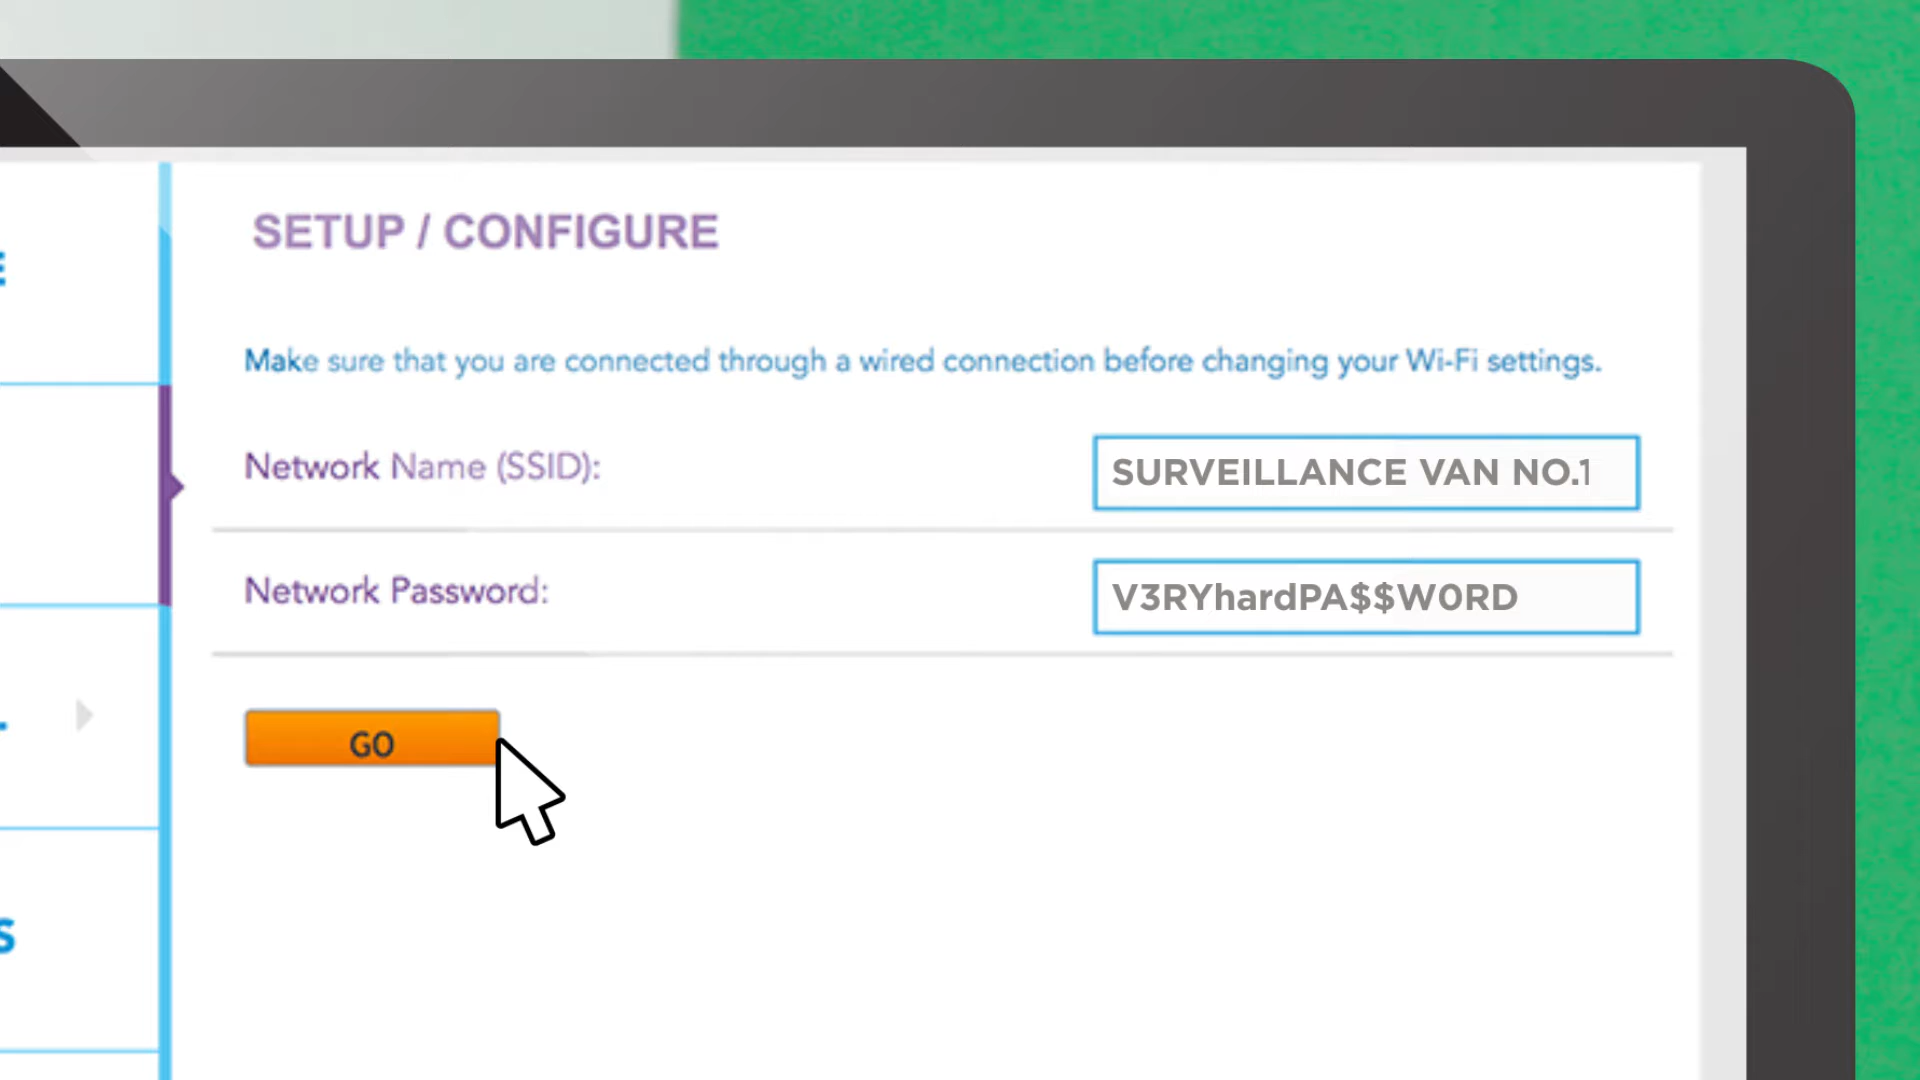 SETUP / CONFIGURE
Make sure that you are connected through a wired connection before changing your Wi-Fi settings.
Network Name (SSID):
SURVEILLANCE VAN NO.1
Network Password:
V3RYhardPA$$W0RD
GO
S